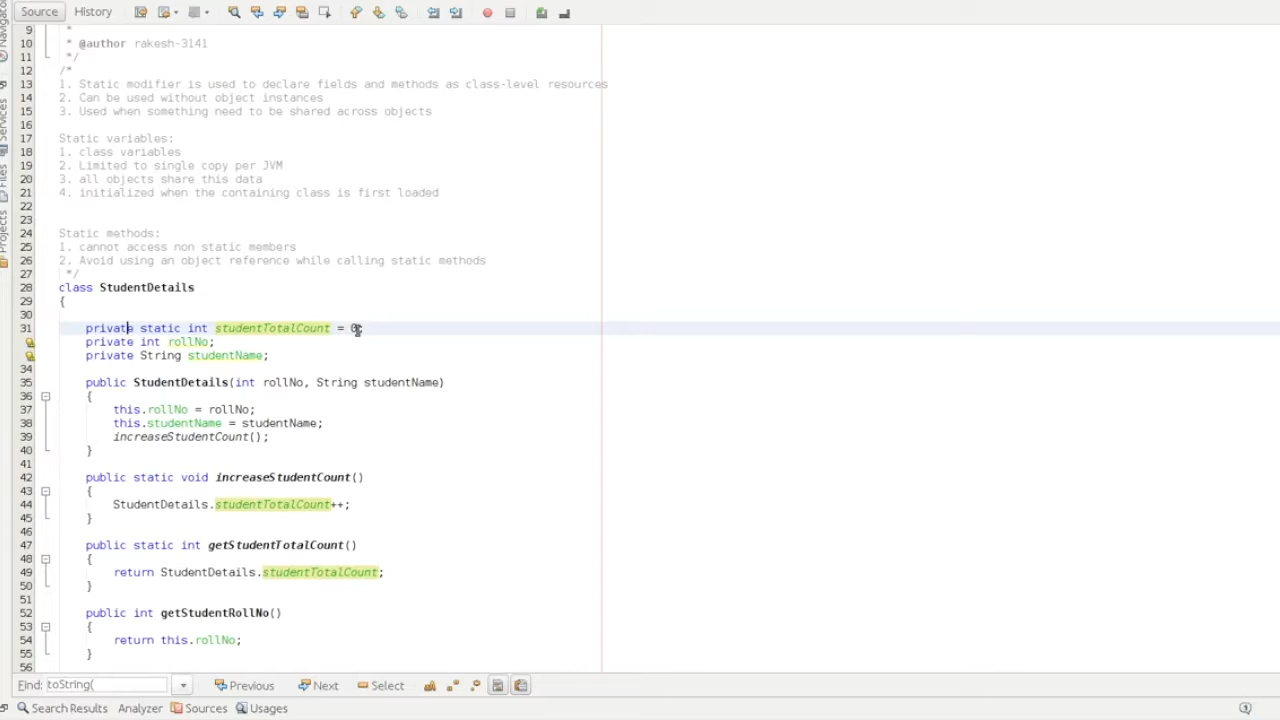 Source History
9 *
10 * @author rakesh-3141
11 */
12 /*
13 1. Static modifier is used to declare fields and methods as class-level resources
14 2. Can be used without object instances
15 3. Used when something need to be shared across objects
16
17 Static variables:
18 1. class variables
19 2. Limited to single copy per JVM
20 3. all objects share this data
21 4. initialized when the containing class is first loaded
22
23
24 Static methods:
25 1. cannot access non static members
26 2. Avoid using an object reference while calling static methods
27 */
28 class StudentDetails
29 {
30
31 private static int studentTotalCount = 0;
private int rollNo;
private String studentName;
34
35 public StudentDetails(int rollNo, String studentName)
36 {
37 this.rollNo = rollNo;
38 this.studentName = studentName;
39 increaseStudentCount();
40 }
41
42 public static void increaseStudentCount()
43 {
44 StudentDetails.studentTotalCount++;
45 }
46
47 public static int getStudentTotalCount()
48 {
49 return StudentDetails.studentTotalCount;
50 }
51
52 public int getStudentRollNo()
53 {
54 return this.rollNo;
55 }
56
Find: toString( Previous Next Select
Search Results Analyzer Sources Usages
Services
Files
Projects